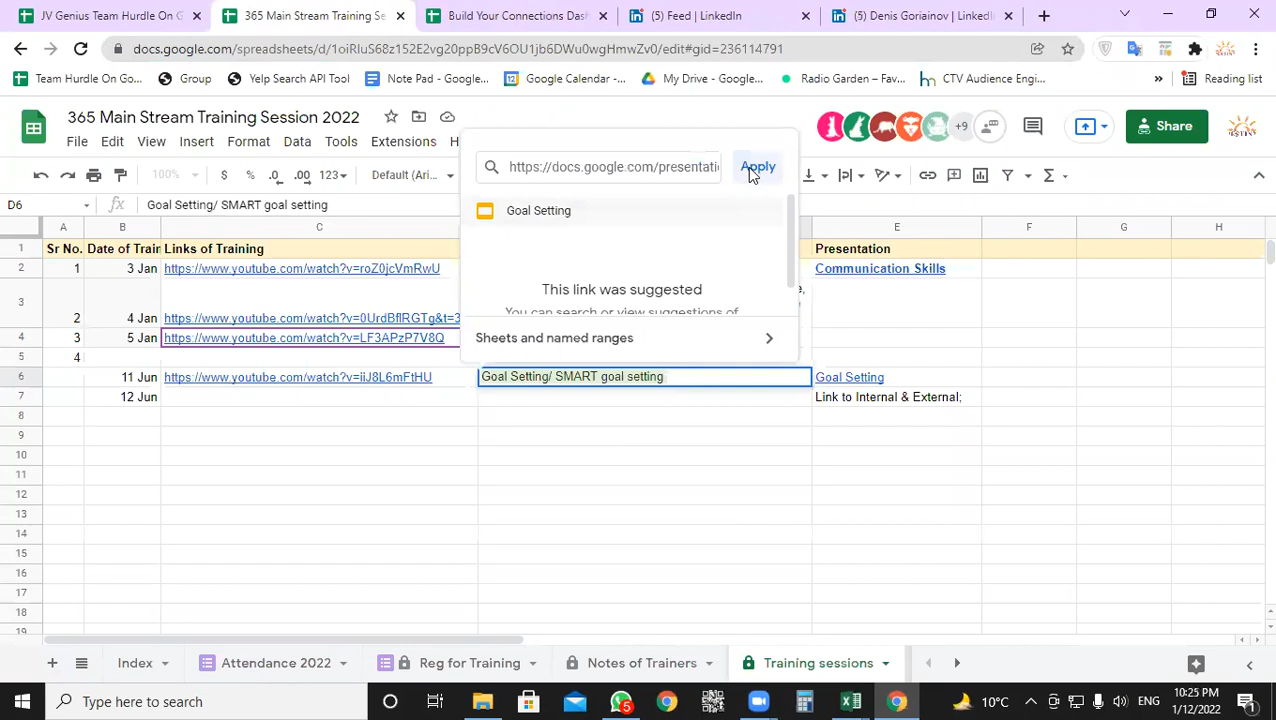 JV Genius Team Hurdle On G
365 Main Stream Training Se
Build Your Connections Das
(5) Feed | LinkedIn
(5) Denis Goriainov | LinkedIn
docs.google.com/spreadsheets/d/1oiRluS68z152E2vg20pjB9cV6OU1jb6DWu0wgHmwZv0/edit#gid=236114791
Team Hurdle On Go...
Group
Yelp Search API Tool
Note Pad - Google...
Google Calendar -...
My Drive - Google...
Radio Garden – Fav...
CTV Audience Engi...
»
Reading list
365 Main Stream Training Session 2022
File Edit View Insert Format Data Tools Extensions H
+9
Share
100%
$ % .0 .00 123
Default (Ari...
https://docs.google.com/presentati
Apply
D6
fx
Goal Setting/ SMART goal setting
Goal Setting
This link was suggested
You can search or view suggestions of
Sheets and named ranges
A B C E F G H
1 Sr No. Date of Train Links of Training Presentation
2 1 3 Jan https://www.youtube.com/watch?v=roZ0jcVmRwU Communication Skills
3 2 4 Jan https://www.youtube.com/watch?v=0UrdBflRGTg&t=3
4 3 5 Jan https://www.youtube.com/watch?v=LF3APzP7V8Q
5 4
6 11 Jun https://www.youtube.com/watch?v=iiJ8L6mFtHU Goal Setting/ SMART goal setting Goal Setting
7 12 Jun Link to Internal & External;
8
9
10
11
12
13
14
15
16
17
18
19
Index
Attendance 2022
Reg for Training
Notes of Trainers
Training sessions
Type here to search
5
10°C
ENG
10:25 PM
1/12/2022
1